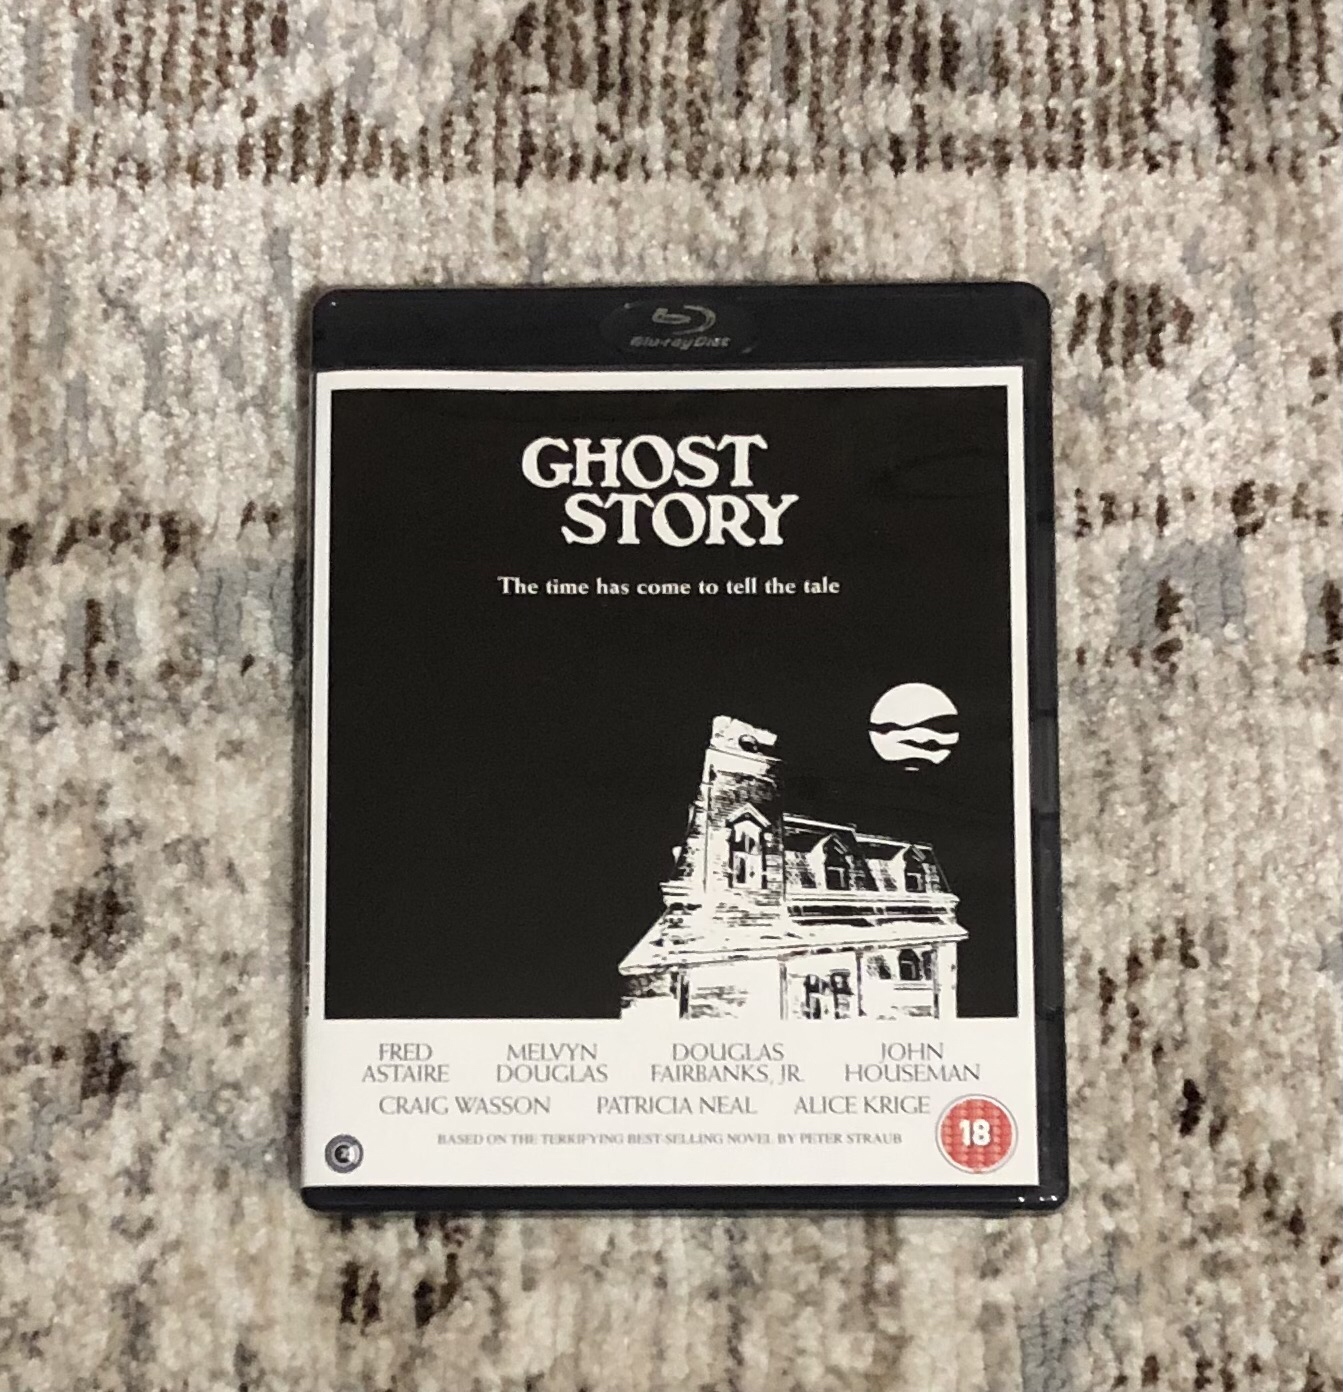 Blu-ray Disc
GHOST
STORY
The time has come to tell the tale
FRED ASTAIRE
MELVYN DOUGLAS
DOUGLAS FAIRBANKS, JR.
JOHN HOUSEMAN
CRAIG WASSON PATRICIA NEAL ALICE KRIGE
BASED ON THE TERRIFYING BEST-SELLING NOVEL BY PETER STRAUB
18